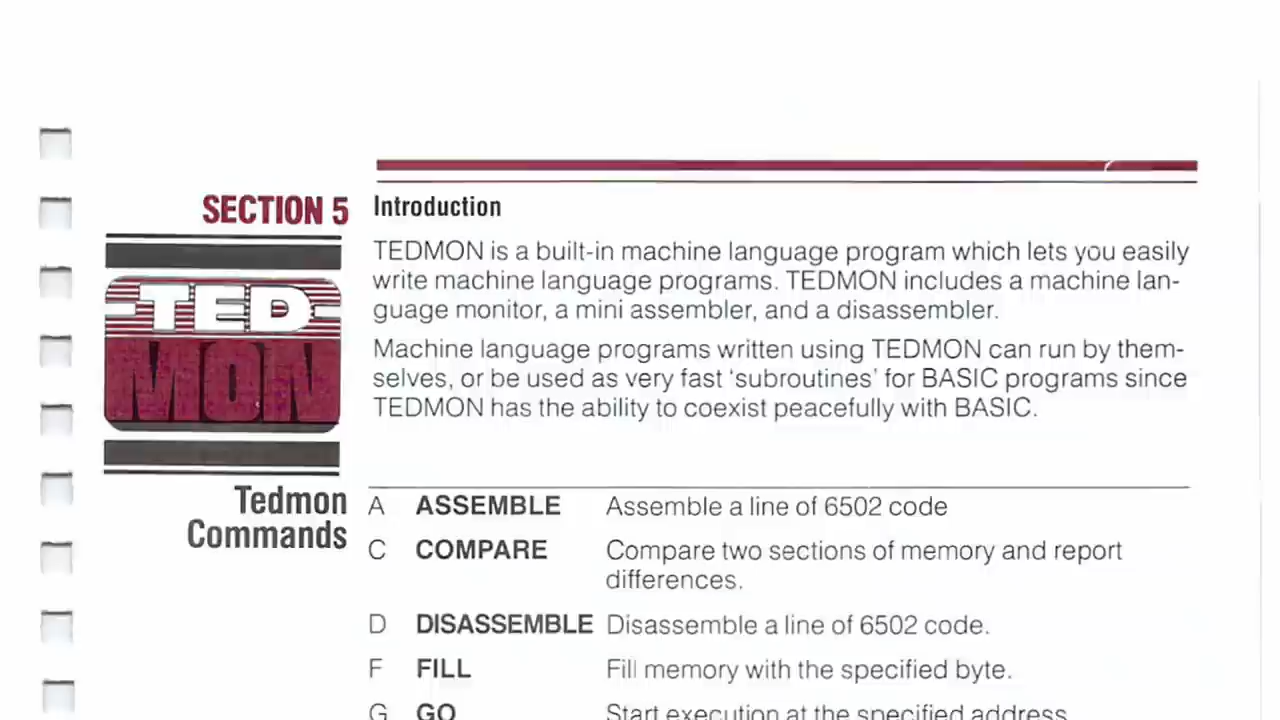 SECTION 5
Introduction
TED
MON
TEDMON is a built-in machine language program which lets you easily
write machine language programs. TEDMON includes a machine lan-
guage monitor, a mini assembler, and a disassembler.
Machine language programs written using TEDMON can run by them-
selves, or be used as very fast 'subroutines' for BASIC programs since
TEDMON has the ability to coexist peacefully with BASIC.
Tedmon
Commands
A ASSEMBLE Assemble a line of 6502 code
C COMPARE Compare two sections of memory and report
differences.
D DISASSEMBLE Disassemble a line of 6502 code.
F FILL Fill memory with the specified byte.
G GO Start execution at the specified address